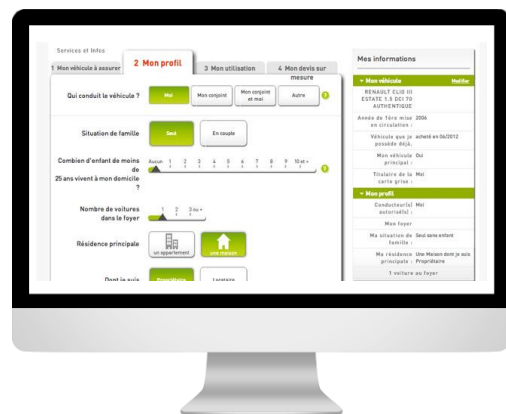 Services et Infos
1 Mon véhicule à assurer
2 Mon profil
3 Mon utilisation
4 Mon devis sur mesure
Qui conduit le véhicule ?
Moi
Mon conjoint
Mon conjoint et moi
Autre
?
Situation de famille
Seul
En couple
Combien d'enfant de moins
de
25 ans vivent à mon domicile
?
Aucun 1 2 3 4 5 6 7 8 9 10 et +
?
Nombre de voitures
dans le foyer
1 2 3 ou +
Résidence principale
un appartement
une maison
Dont je suis
Propriétaire
Locataire
Mes informations
Mon véhicule Modifier
RENAULT CLIO III
ESTATE 1.5 DCI 70
AUTHENTIQUE
Année de 1ère mise 2006
en circulation :
Véhicule que je acheté en 06/2012
possède déjà,
Mon véhicule Oui
principal :
Titulaire de la Moi
carte grise :
Mon profil
Conducteur(s) Moi
autorisé(s) :
Mon foyer
Ma situation de Seul sans enfant
famille :
Ma résidence Une Maison dont je suis
principale : Propriétaire
1 voiture au foyer